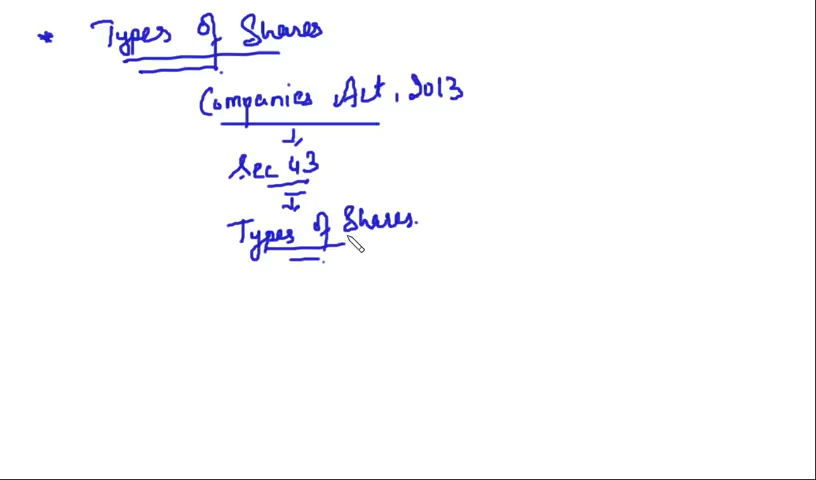 * Types of Shares
Companies Act, 2013
Sec 43
Types of Shares.